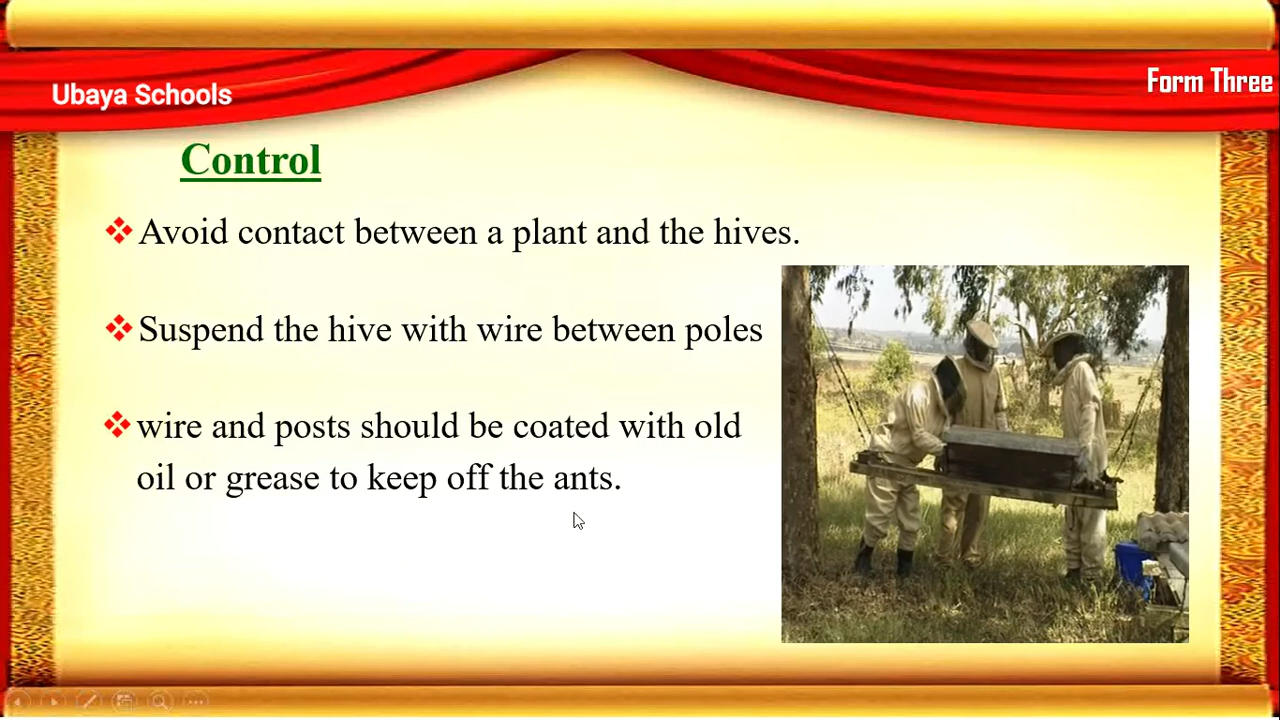 Ubaya Schools
Form Three
Control
Avoid contact between a plant and the hives.
Suspend the hive with wire between poles
wire and posts should be coated with old
oil or grease to keep off the ants.